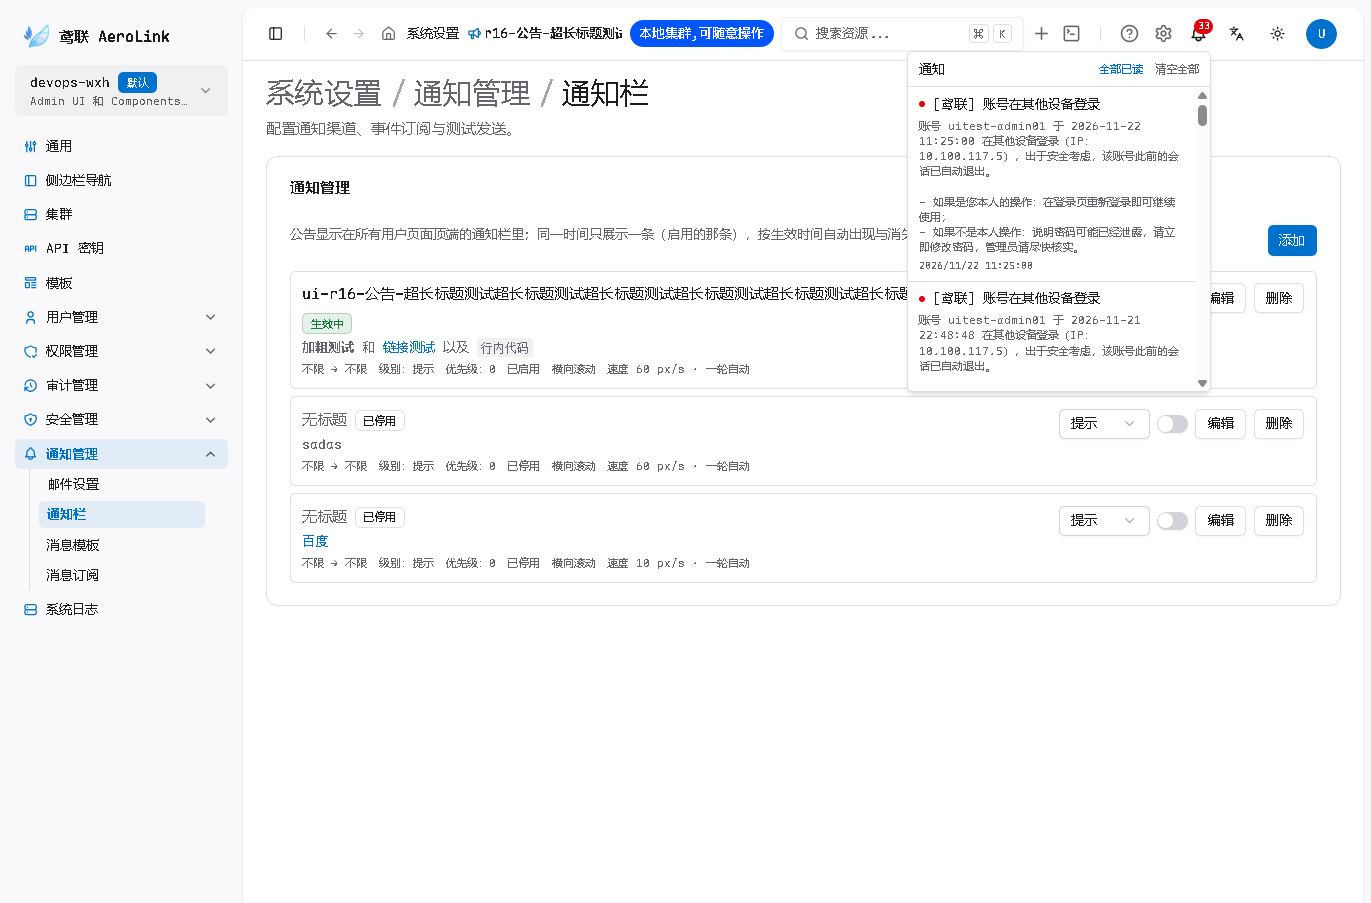 鸢联 AeroLink
devops-wxh 默认
Admin UI 和 Components…
通用
侧边栏导航
集群
API 密钥
模板
用户管理
权限管理
审计管理
安全管理
通知管理
邮件设置
通知栏
消息模板
消息订阅
系统日志
系统设置 r16-公告-超长标题测试 本地集群,可随意操作 搜索资源... ⌘ K 33 U
系统设置 / 通知管理 / 通知栏
配置通知渠道、事件订阅与测试发送。
通知管理
公告显示在所有用户页面顶端的通知栏里；同一时间只展示一条（启用的那条），按生效时间自动出现与消失
添加
ui-r16-公告-超长标题测试超长标题测试超长标题测试超长标题测试超长标题测试超长标题测试超长标题
生效中
编辑 删除
加粗测试 和 链接测试 以及 行内代码
不限 → 不限 级别: 提示 优先级: 0 已启用 横向滚动 速度 60 px/s · 一轮自动
无标题 已停用 提示 编辑 删除
sadas
不限 → 不限 级别: 提示 优先级: 0 已停用 横向滚动 速度 60 px/s · 一轮自动
无标题 已停用 提示 编辑 删除
百度
不限 → 不限 级别: 提示 优先级: 0 已停用 横向滚动 速度 10 px/s · 一轮自动
通知 全部已读 清空全部
[鸢联] 账号在其他设备登录
账号 uitest-admin01 于 2026-11-22
11:25:00 在其他设备登录（IP:
10.100.117.5），出于安全考虑，该账号此前的会
话已自动退出。
- 如果是您本人的操作: 在登录页重新登录即可继续
使用；
- 如果不是本人操作: 说明密码可能已经泄露，请立
即修改密码，管理员请尽快核实。
2026/11/22 11:25:00
[鸢联] 账号在其他设备登录
账号 uitest-admin01 于 2026-11-21
22:48:48 在其他设备登录（IP:
10.100.117.5），出于安全考虑，该账号此前的会
话已自动退出。